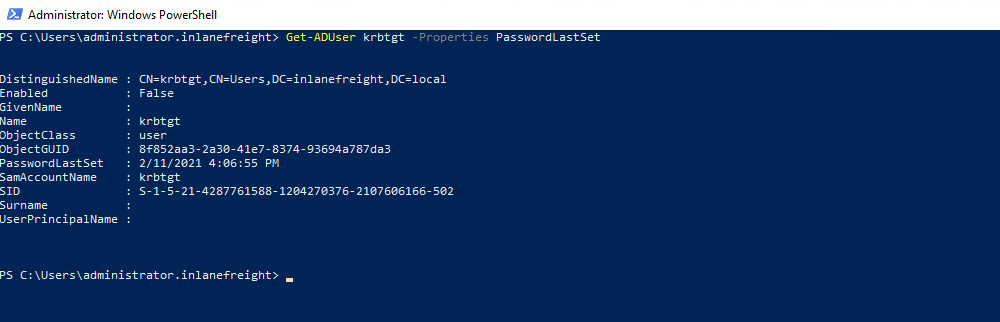 Administrator: Windows PowerShell
PS C:\Users\administrator.inlanefreight> Get-ADUser krbtgt -Properties PasswordLastSet
DistinguishedName : CN=krbtgt,CN=Users,DC=inlanefreight,DC=local
Enabled           : False
GivenName         :
Name              : krbtgt
ObjectClass       : user
ObjectGUID        : 8f852aa3-2a30-41e7-8374-93694a787da3
PasswordLastSet   : 2/11/2021 4:06:55 PM
SamAccountName    : krbtgt
SID               : S-1-5-21-4287761588-1204270376-2107606166-502
Surname           :
UserPrincipalName :
PS C:\Users\administrator.inlanefreight>